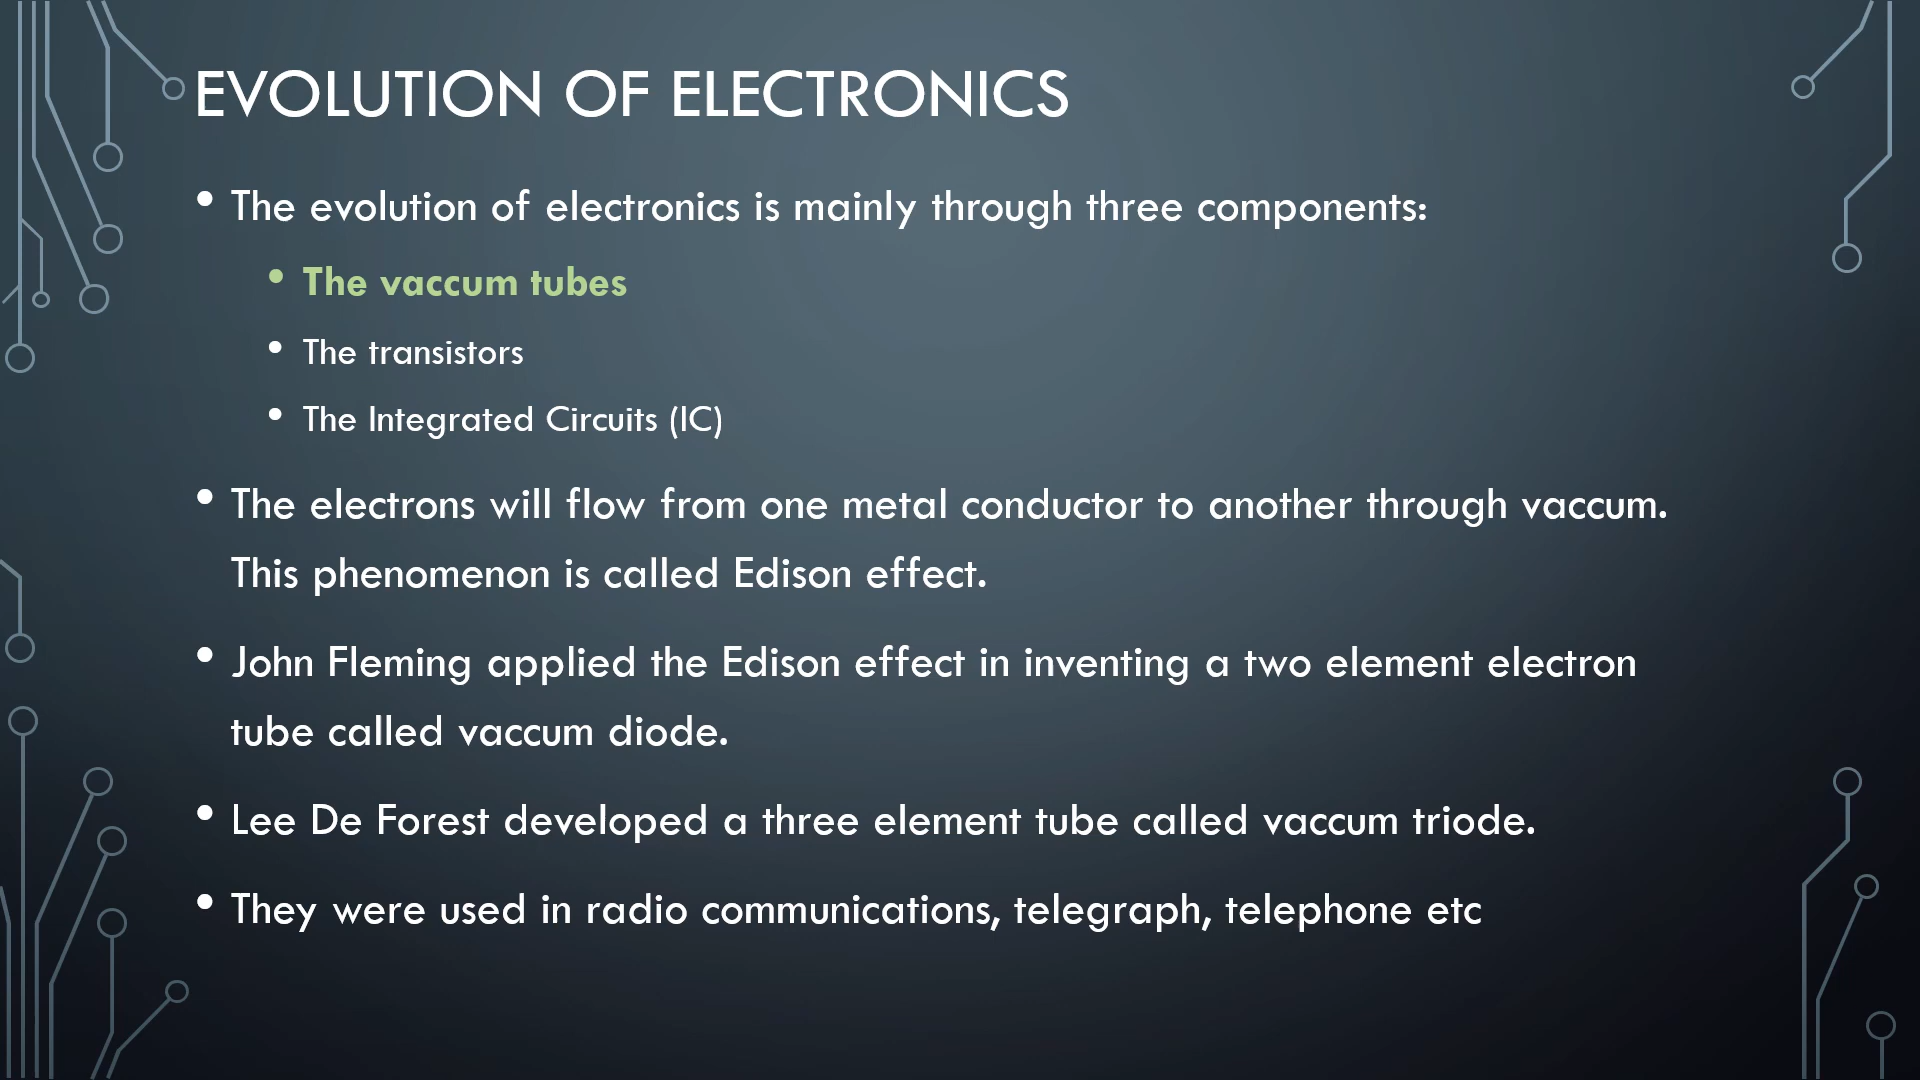 EVOLUTION OF ELECTRONICS
• The evolution of electronics is mainly through three components:
• The vaccum tubes
• The transistors
• The Integrated Circuits (IC)
• The electrons will flow from one metal conductor to another through vaccum.
This phenomenon is called Edison effect.
• John Fleming applied the Edison effect in inventing a two element electron
tube called vaccum diode.
• Lee De Forest developed a three element tube called vaccum triode.
• They were used in radio communications, telegraph, telephone etc